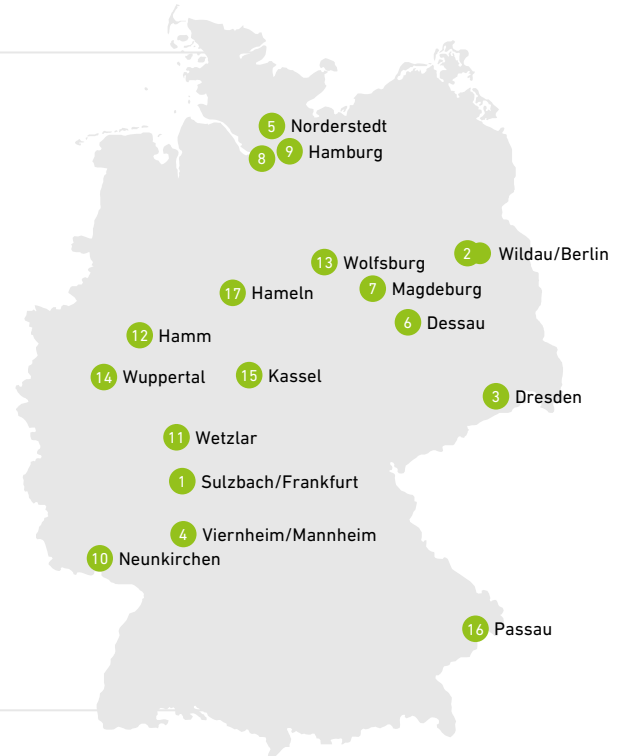 5 Norderstedt
9 Hamburg
8
2 Wildau/Berlin
13 Wolfsburg
7 Magdeburg
17 Hameln
6 Dessau
12 Hamm
14 Wuppertal
15 Kassel
3 Dresden
11 Wetzlar
1 Sulzbach/Frankfurt
4 Viernheim/Mannheim
10 Neunkirchen
16 Passau